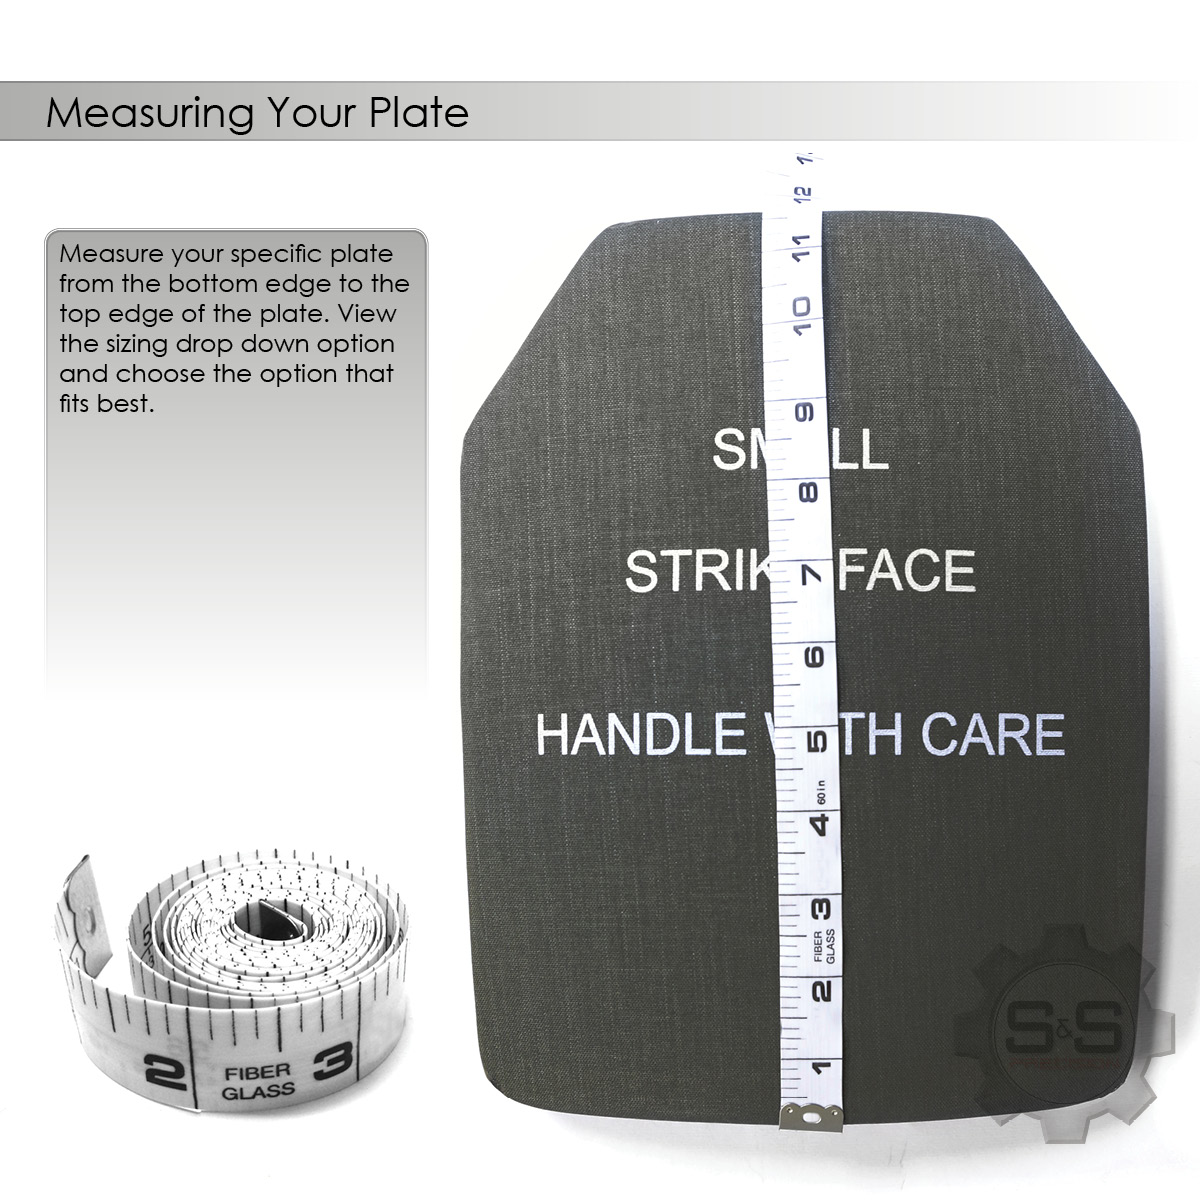 Measuring Your Plate
Measure your specific plate
from the bottom edge to the
top edge of the plate. View
the sizing drop down option
and choose the option that
fits best.
12
11
10
9
SM LL
8
STRIK FACE
7
6
HANDLE W TH CARE
5
60in
4
3
FIBER
GLASS
2
1
S&S
2
FIBER
GLASS
3